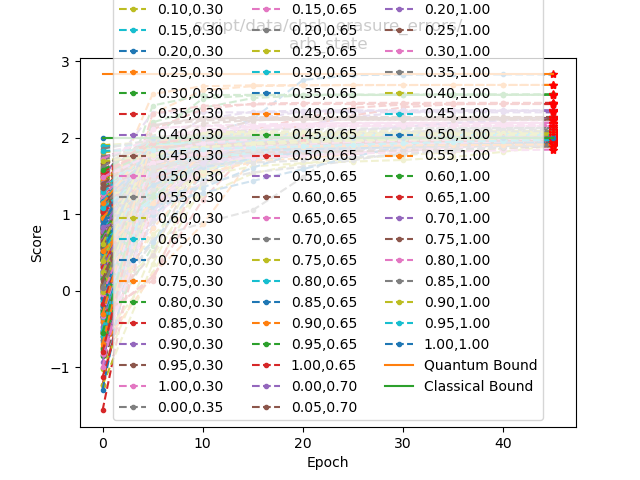 script/data/chsh_erasure_errors/
arb_state
0.10,0.30 0.15,0.65 0.20,1.00
0.15,0.30 0.20,0.65 0.25,1.00
0.20,0.30 0.25,0.65 0.30,1.00
0.25,0.30 0.30,0.65 0.35,1.00
0.30,0.30 0.35,0.65 0.40,1.00
0.35,0.30 0.40,0.65 0.45,1.00
0.40,0.30 0.45,0.65 0.50,1.00
0.45,0.30 0.50,0.65 0.55,1.00
0.50,0.30 0.55,0.65 0.60,1.00
0.55,0.30 0.60,0.65 0.65,1.00
0.60,0.30 0.65,0.65 0.70,1.00
0.65,0.30 0.70,0.65 0.75,1.00
0.70,0.30 0.75,0.65 0.80,1.00
0.75,0.30 0.80,0.65 0.85,1.00
0.80,0.30 0.85,0.65 0.90,1.00
0.85,0.30 0.90,0.65 0.95,1.00
0.90,0.30 0.95,0.65 1.00,1.00
0.95,0.30 1.00,0.65 Quantum Bound
1.00,0.30 0.00,0.70 Classical Bound
0.00,0.35 0.05,0.70
3
2
1
0
−1
Score
0 10 20 30 40
Epoch